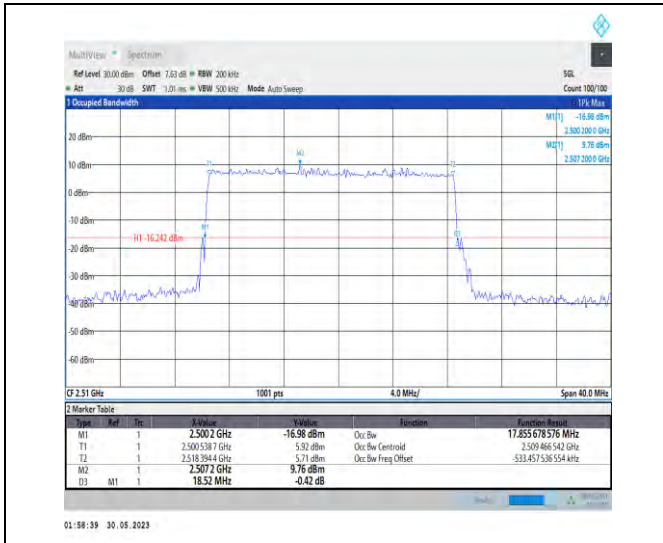 MultiView Spectrum
Ref Level 30.00 dBm Offset 7.63 dB RBW 200 kHz SGL
Att 30 dB SWT 1.01 ms VBW 500 kHz Mode Auto Sweep Count 100/100
1 Occupied Bandwidth 1Pk Max
M1[1] -16.98 dBm
2.500 200 0 GHz
M2[1] 9.76 dBm
2.507 200 0 GHz
20 dBm
M2
10 dBm
T1 T2
0 dBm
-10 dBm
M1 D3
H1 -16.242 dBm
-20 dBm
-30 dBm
-40 dBm
-50 dBm
-60 dBm
CF 2.51 GHz 1001 pts 4.0 MHz/ Span 40.0 MHz
2 Marker Table
Type Ref Trc X-Value Y-Value Function Function Result
M1 1 2.5002 GHz -16.98 dBm Occ Bw 17.855 678 576 MHz
T1 1 2.500 538 7 GHz 5.92 dBm Occ Bw Centroid 2.509 466 542 GHz
T2 1 2.518 394 4 GHz 5.71 dBm Occ Bw Freq Offset -533.457 536 554 kHz
M2 1 2.5072 GHz 9.76 dBm
D3 M1 1 18.52 MHz -0.42 dB
01:58:39 30.05.2023